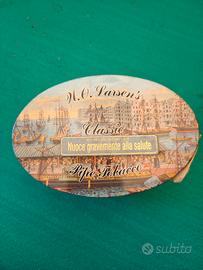 W.O. Larsen's
Classic
Nuoce gravemente alla salute
Pipe Tobacco
subito